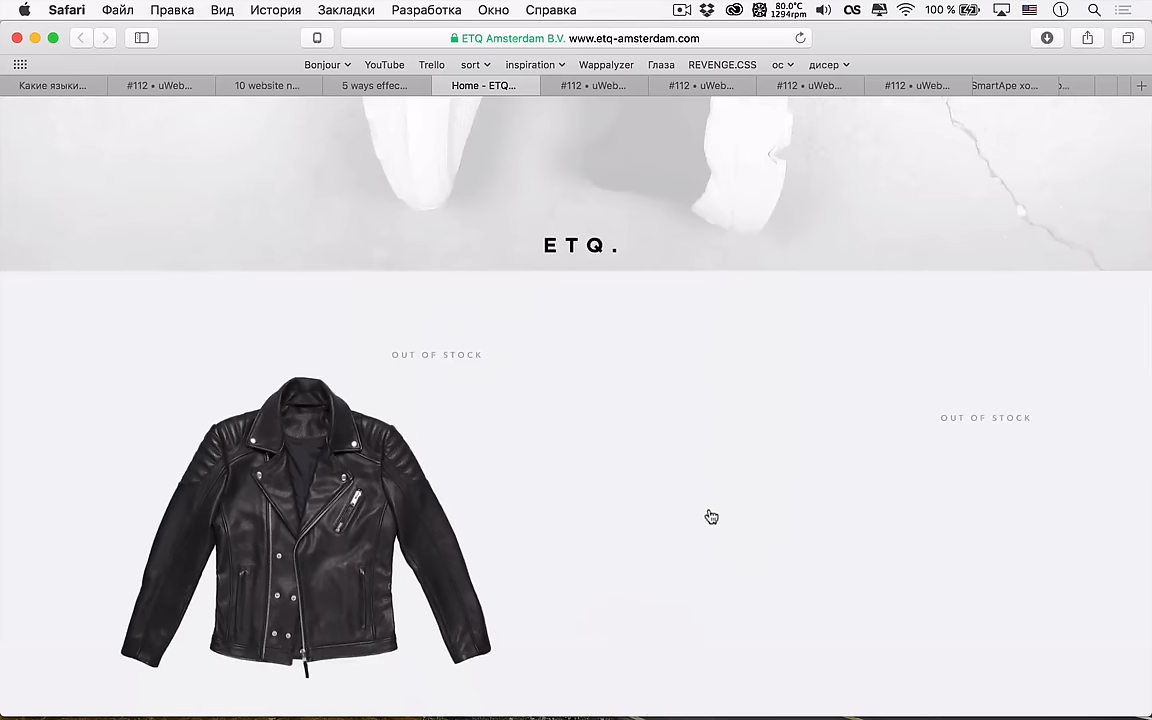 Safari Файл Правка Вид История Закладки Разработка Окно Справка 80.0°C 1294rpm 100 %
ETQ Amsterdam B.V. www.etq-amsterdam.com
Bonjour YouTube Trello sort inspiration Wappalyzer Глаза REVENGE.CSS ос дисер
Какие языки... #112 • uWeb... 10 website n... 5 ways effec... Home - ETQ... #112 • uWeb... #112 • uWeb... #112 • uWeb... #112 • uWeb... SmartApe хо...
ETQ.
OUT OF STOCK
OUT OF STOCK